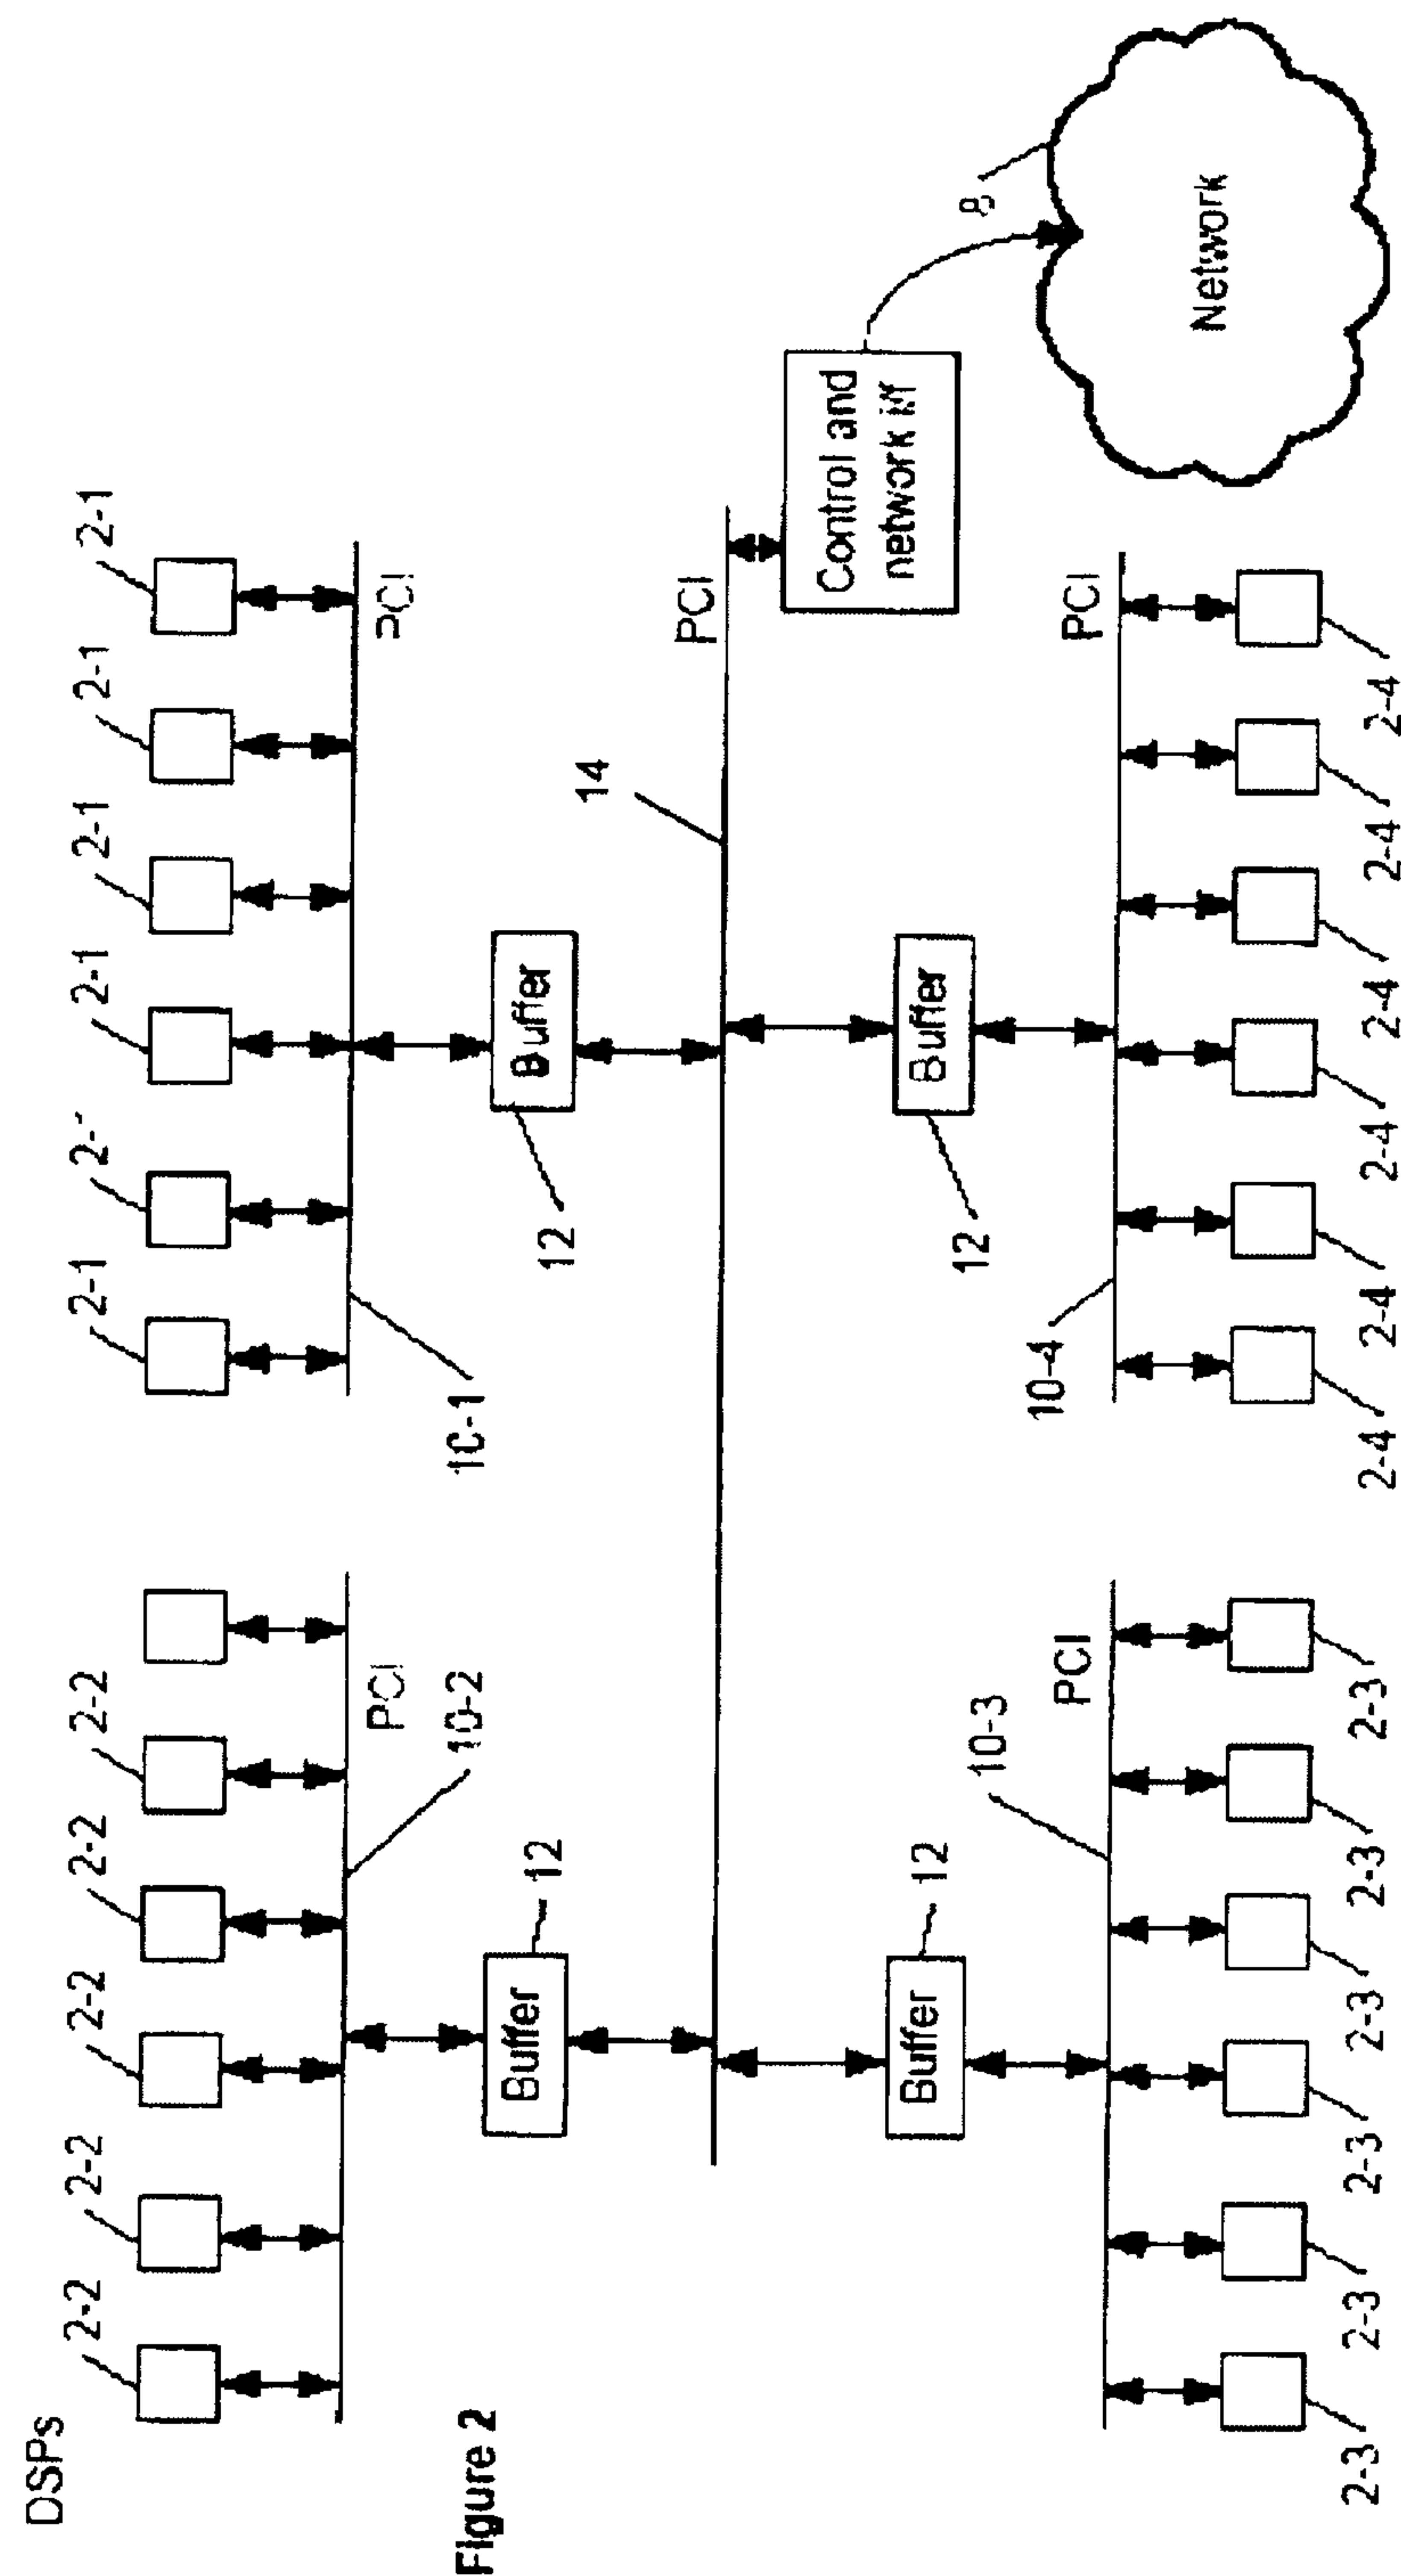 DSPs
2-2
2-2
2-2
2-2
2-2
2-1
2-
2-1
2-1
2-1
2-1
PCI
10-2
1C-1
PCI
Buffer
12
12
Buffer
14
PCI
Control and
network i/f
8
Network
Buffer
12
12
Buffer
10-3
PCI
10-4
PCI
2-3
2-3
2-3
2-3
2-3
2-3
2-4
2-4
2-4
2-4
2-4
2-4
Figure 2